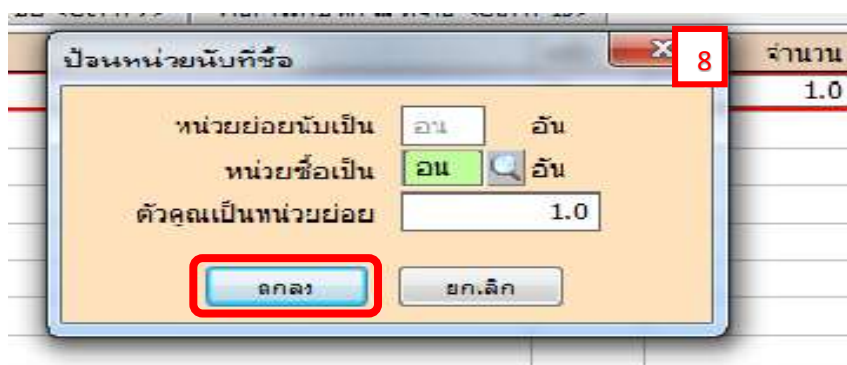 ป้อนหน่วยนับที่ซื้อ
8
จำนวน
1.0
หน่วยย่อยนับเป็น อน อัน
หน่วยซื้อเป็น อน อัน
ตัวคูณเป็นหน่วยย่อย 1.0
ตกลง ยกเลิก